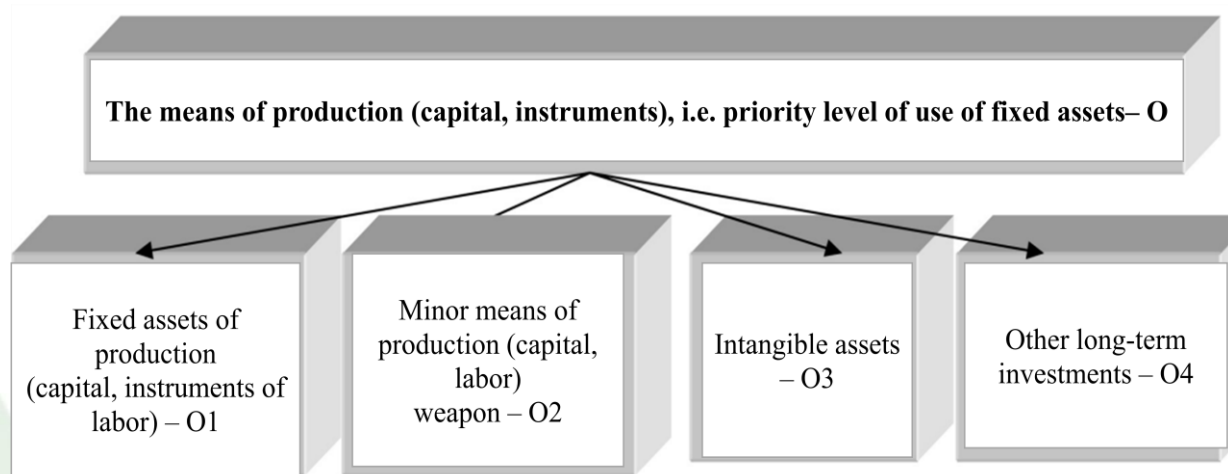 The means of production (capital, instruments), i.e. priority level of use of fixed assets– O
Fixed assets of
production
(capital, instruments of
labor) – O1
Minor means of
production (capital,
labor)
weapon – O2
Intangible assets
– O3
Other long-term
investments – O4